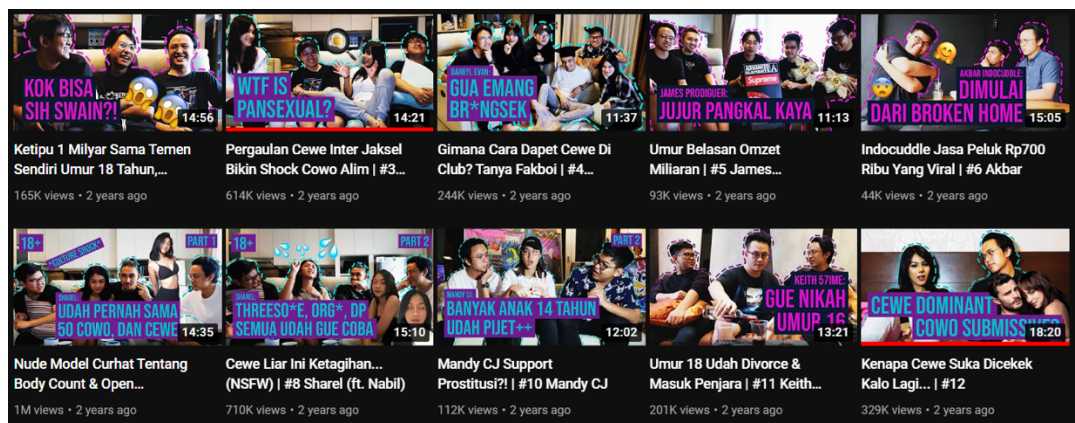 KOK BISA
SIH SWAIN?!
14:56
WTF IS
PANSEXUAL?
14:21
DARRYL EVAN:
GUA EMANG
BR*NGSEK
11:37
JAMES PRODIGUER:
JUJUR PANGKAL KAYA
11:13
AKBAR INDOCUDDLE:
DIMULAI
DARI BROKEN HOME
15:05
Ketipu 1 Milyar Sama Temen
Sendiri Umur 18 Tahun,...
165K views • 2 years ago
Pergaulan Cewe Inter Jaksel
Bikin Shock Cowo Alim | #3...
614K views • 2 years ago
Gimana Cara Dapet Cewe Di
Club? Tanya Fakboi | #4...
244K views • 2 years ago
Umur Belasan Omzet
Miliaran | #5 James...
93K views • 2 years ago
Indocuddle Jasa Peluk Rp700
Ribu Yang Viral | #6 Akbar
44K views • 2 years ago
18+
*CULTURE SHOCK*
PART 1
SHAREL:
UDAH PERNAH SAMA
50 COWO, DAN CEWE
14:35
18+
PART 2
SHAREL:
THREESO*E, ORG*, DP
SEMUA UDAH GUE COBA
15:10
PART 2
MANDY CJ:
BANYAK ANAK 14 TAHUN
UDAH PIJET++
12:02
KEITH 571ME:
GUE NIKAH
UMUR 16
13:21
CEWE DOMINANT
COWO SUBMISSIVE
18:20
Nude Model Curhat Tentang
Body Count & Open...
1M views • 2 years ago
Cewe Liar Ini Ketagihan...
(NSFW) | #8 Sharel (ft. Nabil)
710K views • 2 years ago
Mandy CJ Support
Prostitusi?! | #10 Mandy CJ
112K views • 2 years ago
Umur 18 Udah Divorce &
Masuk Penjara | #11 Keith...
201K views • 2 years ago
Kenapa Cewe Suka Dicekek
Kalo Lagi... | #12
329K views • 2 years ago